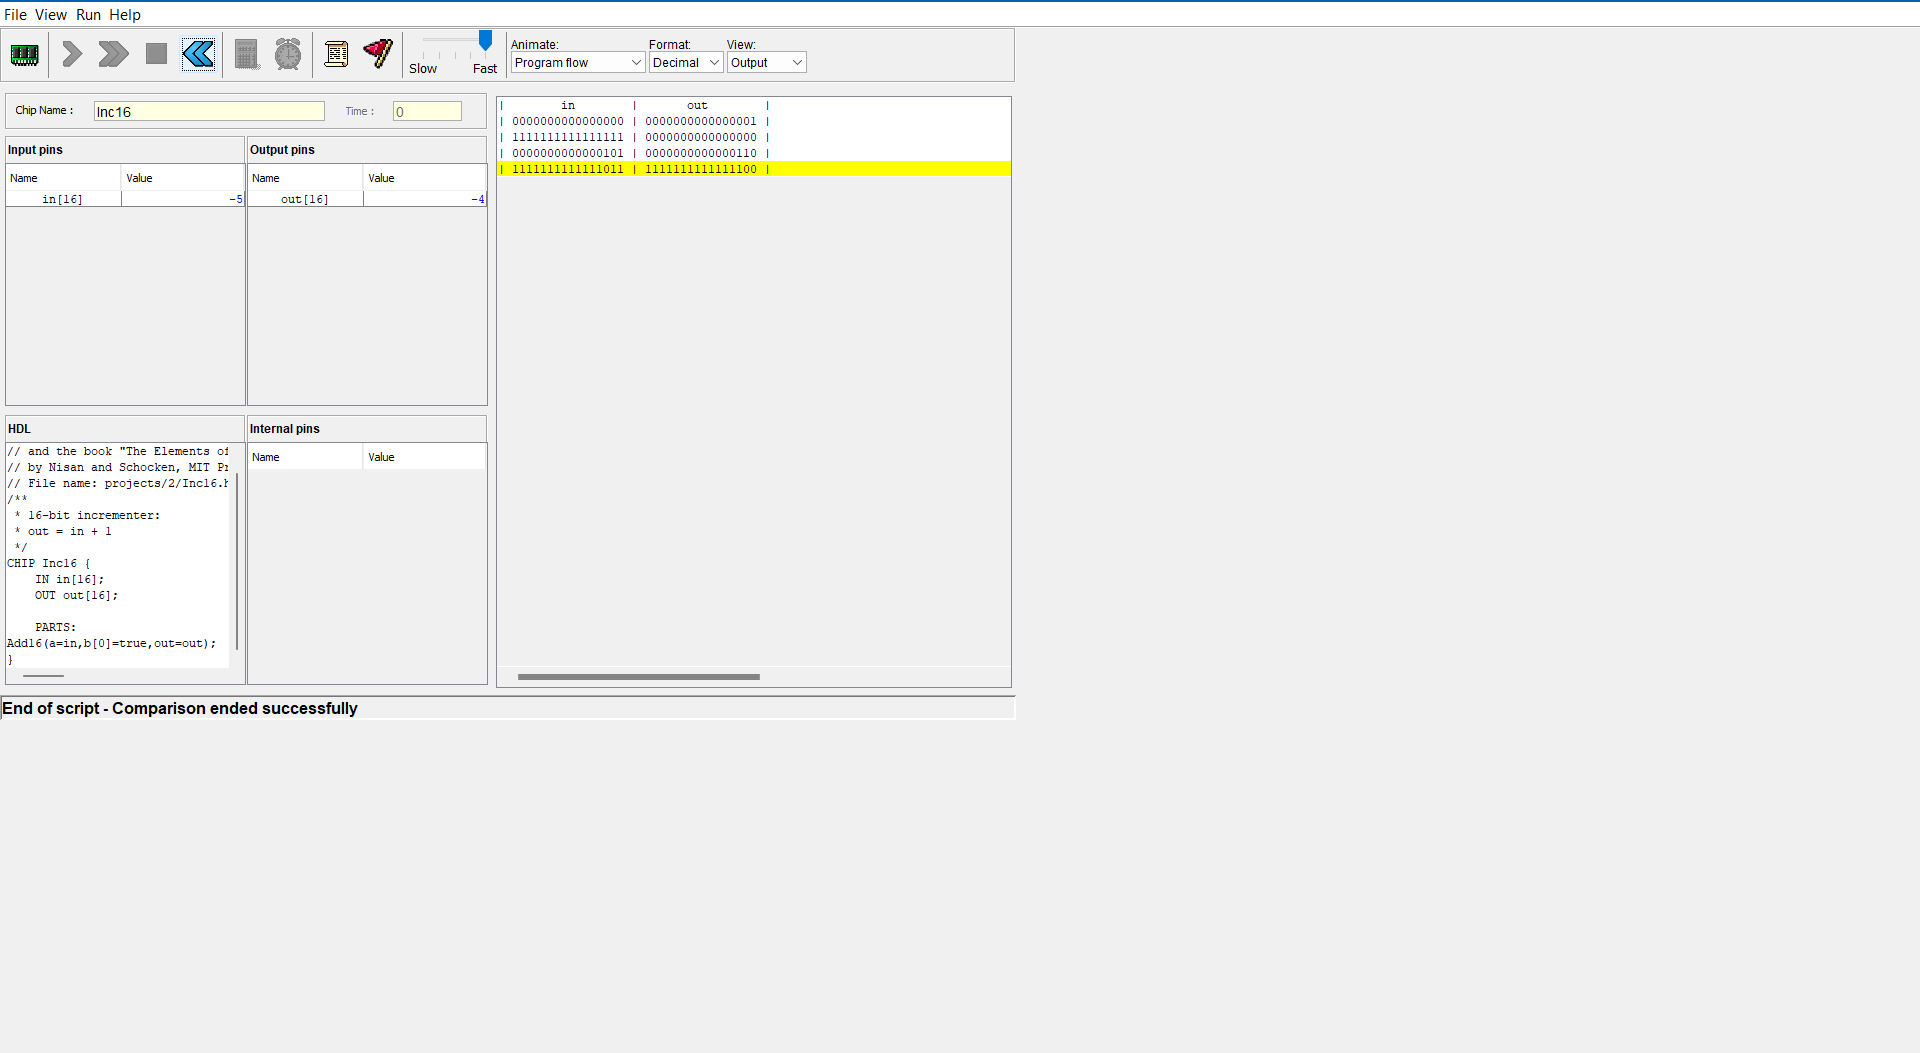 File View Run Help
Slow Fast
Animate: Format: View:
Program flow Decimal Output
Chip Name : Inc16 Time : 0
Input pins Output pins
Name Value Name Value
in[16] -5 out[16] -4
| in | out |
| 0000000000000000 | 0000000000000001 |
| 1111111111111111 | 0000000000000000 |
| 0000000000000101 | 0000000000000110 |
| 1111111111111011 | 1111111111111100 |
HDL
// and the book "The Elements of
// by Nisan and Schocken, MIT Pr
// File name: projects/2/Inc16.h
/**
* 16-bit incrementer:
* out = in + 1
*/
CHIP Inc16 {
IN in[16];
OUT out[16];
PARTS:
Add16(a=in,b[0]=true,out=out);
}
Internal pins
Name Value
End of script - Comparison ended successfully